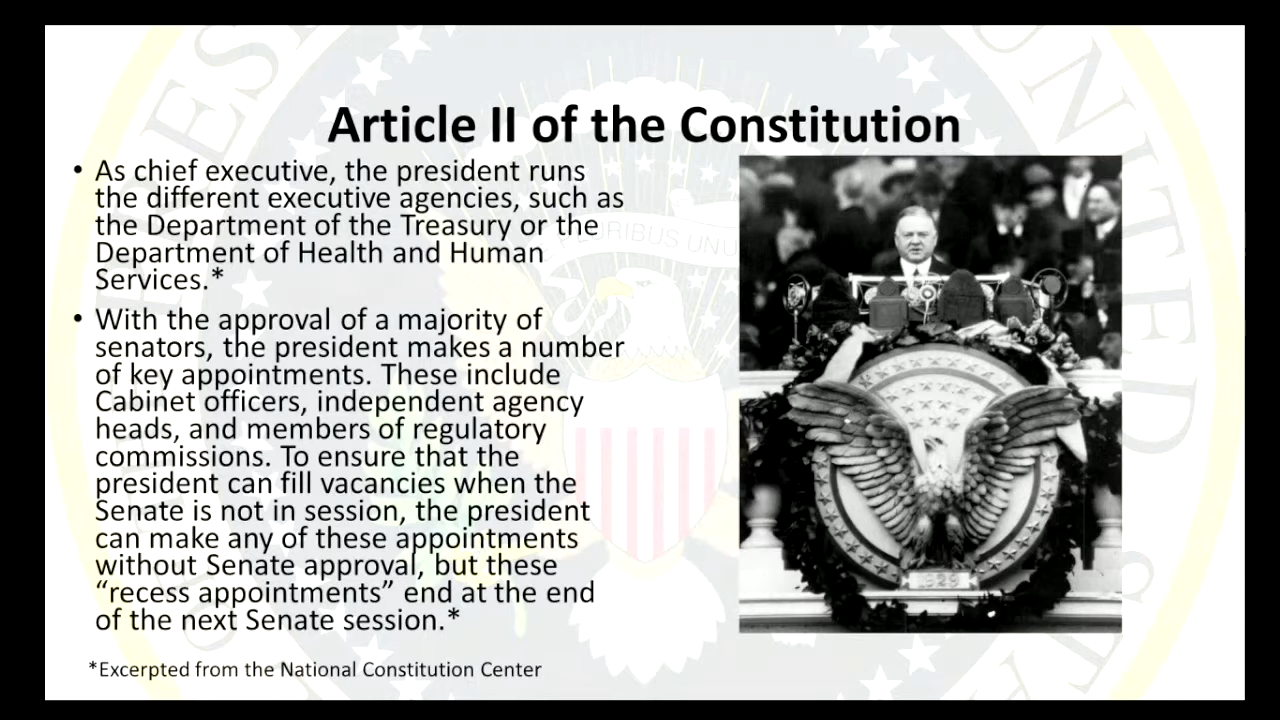 Article II of the Constitution
• As chief executive, the president runs
the different executive agencies, such as
the Department of the Treasury or the
Department of Health and Human
Services.*
• With the approval of a majority of
senators, the president makes a number
of key appointments. These include
Cabinet officers, independent agency
heads, and members of regulatory
commissions. To ensure that the
president can fill vacancies when the
Senate is not in session, the president
can make any of these appointments
without Senate approval, but these
“recess appointments” end at the end
of the next Senate session.*
*Excerpted from the National Constitution Center
1929
PLURIBUS UNU
UNITED